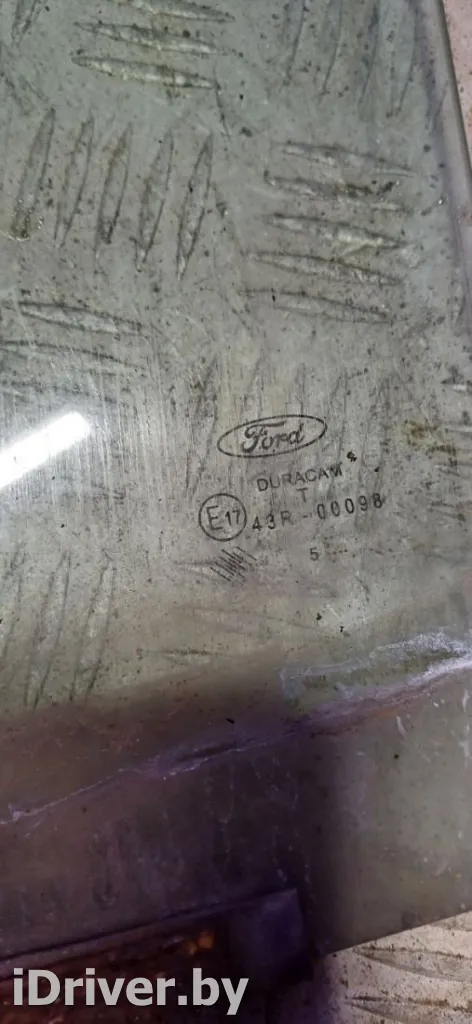 Ford
DURACAM
T
E17 43R-00098
5
iDriver.by